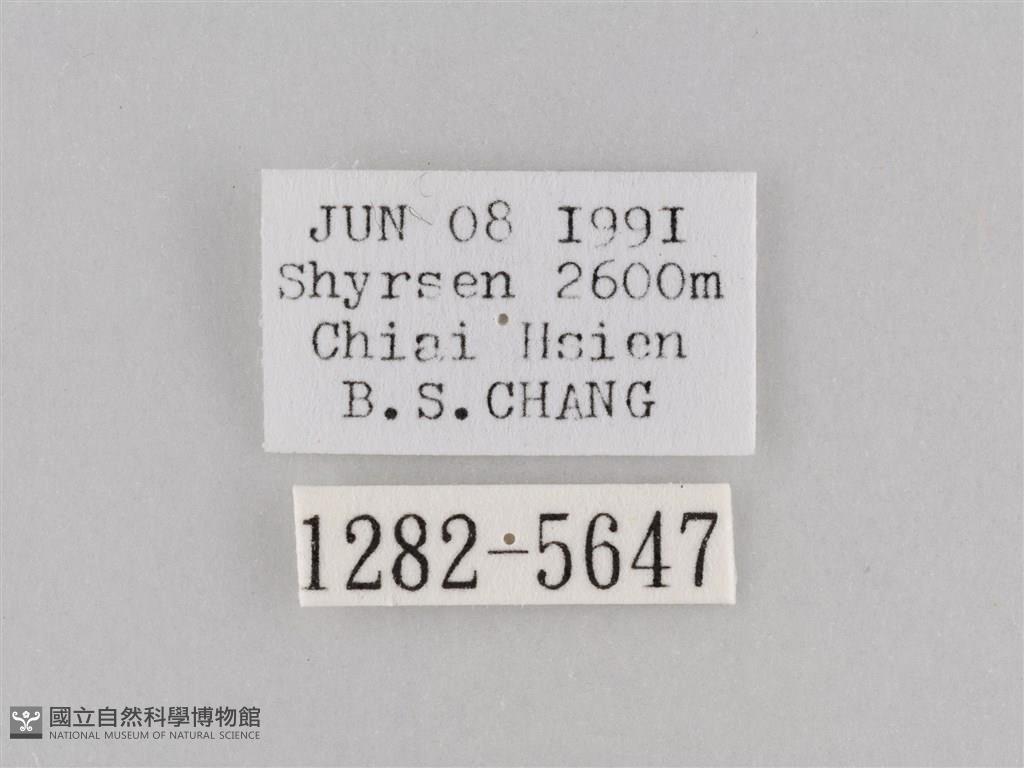 JUN 08 1991
Shyrsen 2600m
Chiai Hsien
B.S.CHANG
1282-5647
國立自然科學博物館
NATIONAL MUSEUM OF NATURAL SCIENCE